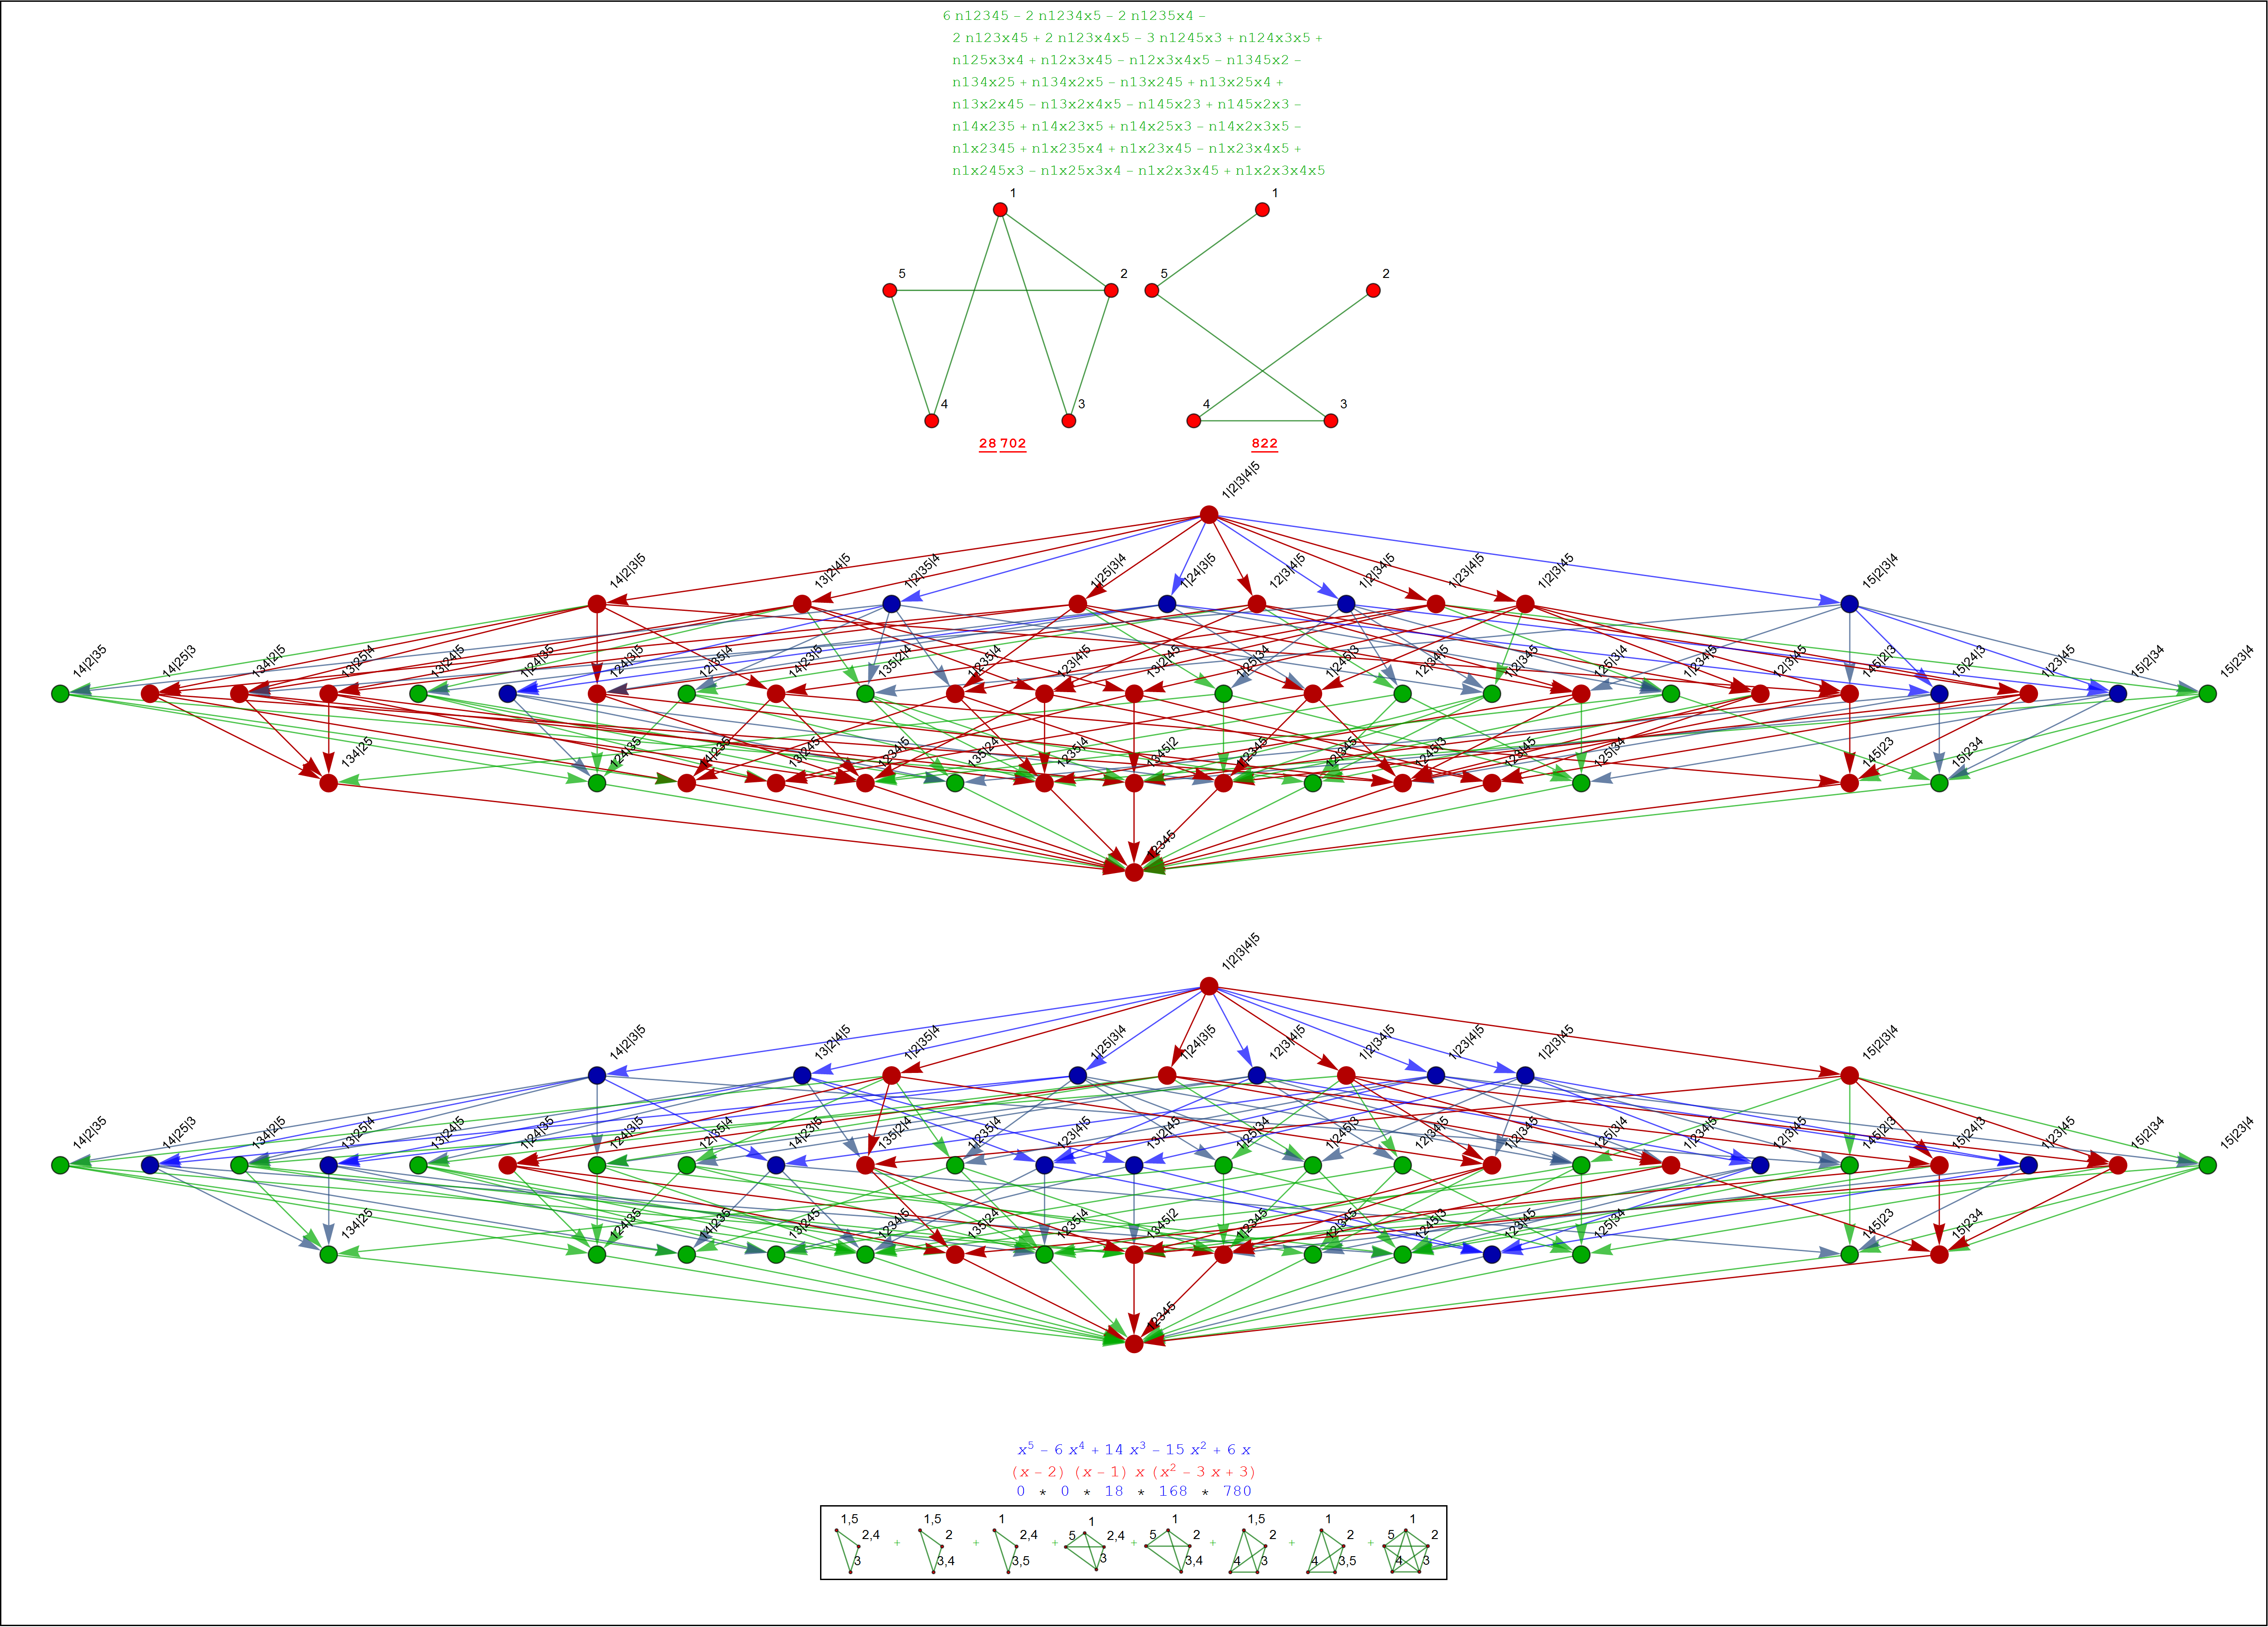 6 n12345 − 2 n1234x5 − 2 n1235x4 −
2 n123x45 + 2 n123x4x5 − 3 n1245x3 + n124x3x5 +
n125x3x4 + n12x3x45 − n12x3x4x5 − n1345x2 −
n134x25 + n134x2x5 − n13x245 + n13x25x4 +
n13x2x45 − n13x2x4x5 − n145x23 + n145x2x3 −
n14x235 + n14x23x5 + n14x25x3 − n14x2x3x5 −
n1x2345 + n1x235x4 + n1x23x45 − n1x23x4x5 +
n1x245x3 − n1x25x3x4 − n1x2x3x45 + n1x2x3x4x5
1 1
5 2 5 2
4 3 4 3
28 702 822
1|2|3|4|5
14|2|3|5 13|2|4|5 1|2|35|4 1|25|3|4 1|24|3|5 12|3|4|5 1|2|34|5 1|23|4|5 1|2|3|45 15|2|3|4
14|2|35 14|25|3 134|2|5 13|25|4 13|24|5 1|24|35 124|3|5 12|35|4 14|23|5 135|2|4 1|235|4 123|4|5 13|2|45 1|25|34 1|245|3 12|34|5 1|2|345 125|3|4 1|234|5 12|3|45 145|2|3 15|24|3 1|23|45 15|2|34 15|23|4
134|25 124|35 14|235 13|245 1234|5 135|24 1235|4 1345|2 1|2345 12|345 1245|3 123|45 125|34 145|23 15|234
12345
1|2|3|4|5
14|2|3|5 13|2|4|5 1|2|35|4 1|25|3|4 1|24|3|5 12|3|4|5 1|2|34|5 1|23|4|5 1|2|3|45 15|2|3|4
14|2|35 14|25|3 134|2|5 13|25|4 13|24|5 1|24|35 124|3|5 12|35|4 14|23|5 135|2|4 1|235|4 123|4|5 13|2|45 1|25|34 1|245|3 12|34|5 1|2|345 125|3|4 1|234|5 12|3|45 145|2|3 15|24|3 1|23|45 15|2|34 15|23|4
134|25 124|35 14|235 13|245 1234|5 135|24 1235|4 1345|2 1|2345 12|345 1245|3 123|45 125|34 145|23 15|234
12345
x⁵ − 6 x⁴ + 14 x³ − 15 x² + 6 x
(x − 2) (x − 1) x (x² − 3 x + 3)
0 * 0 * 18 * 168 * 780
1,5 2,4 3 + 1,5 2 3,4 + 1 2,4 3,5 + 1 5 2,4 3 + 1 5 2 3,4 + 1,5 2 4 3 + 1 2 4 3,5 + 1 5 2 4 3